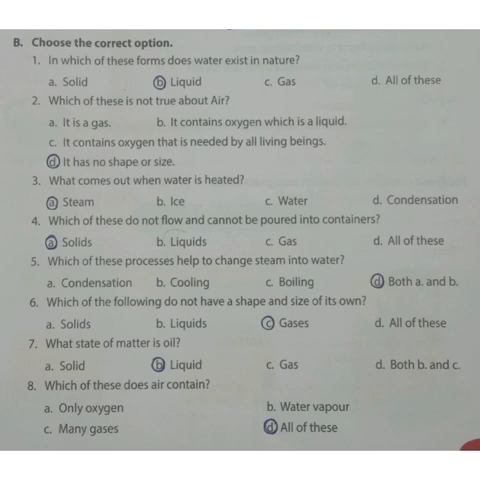 B. Choose the correct option.
1. In which of these forms does water exist in nature?
a. Solid b. Liquid c. Gas d. All of these
2. Which of these is not true about Air?
a. It is a gas. b. It contains oxygen which is a liquid.
c. It contains oxygen that is needed by all living beings.
d. It has no shape or size.
3. What comes out when water is heated?
a. Steam b. Ice c. Water d. Condensation
4. Which of these do not flow and cannot be poured into containers?
a. Solids b. Liquids c. Gas d. All of these
5. Which of these processes help to change steam into water?
a. Condensation b. Cooling c. Boiling d. Both a. and b.
6. Which of the following do not have a shape and size of its own?
a. Solids b. Liquids c. Gases d. All of these
7. What state of matter is oil?
a. Solid b. Liquid c. Gas d. Both b. and c.
8. Which of these does air contain?
a. Only oxygen b. Water vapour
c. Many gases d. All of these